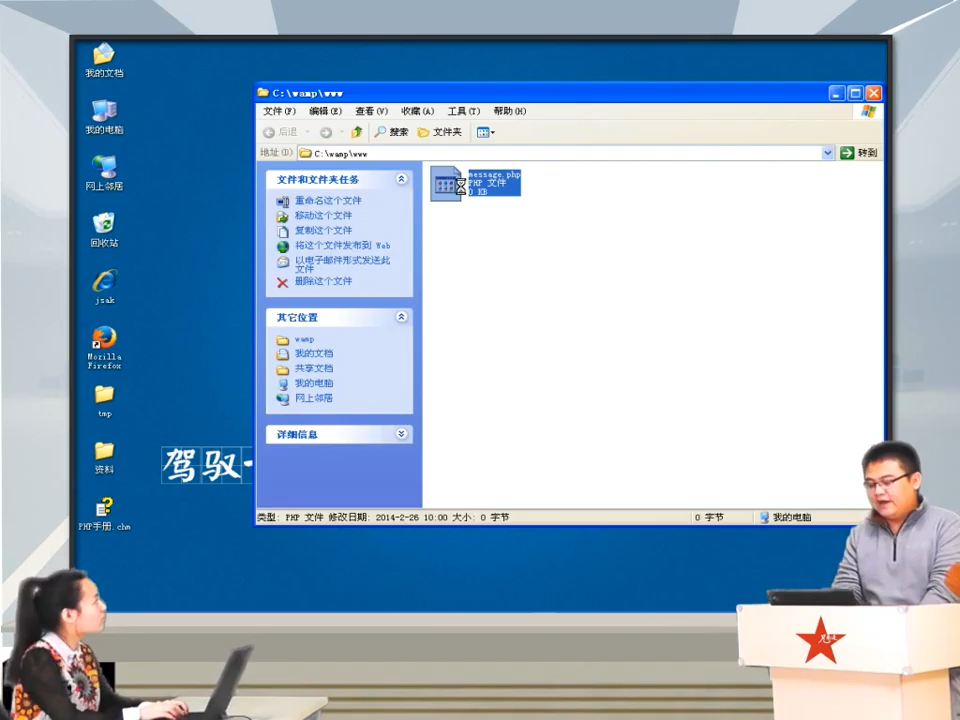 我的文档
我的电脑
网上邻居
回收站
jsak
Mozilla
Firefox
tmp
资料
PHP手册.chm
驾驭
C:\wamp\www
文件(F) 编辑(E) 查看(V) 收藏(A) 工具(T) 帮助(H)
后退 搜索 文件夹
地址(D) C:\wamp\www 转到
文件和文件夹任务
重命名这个文件
移动这个文件
复制这个文件
将这个文件发布到 Web
以电子邮件形式发送此
文件
删除这个文件
其它位置
wamp
我的文档
共享文档
我的电脑
网上邻居
详细信息
message.php
PHP 文件
0 KB
类型: PHP 文件 修改日期: 2014-2-26 10:00 大小: 0 字节 0 字节 我的电脑